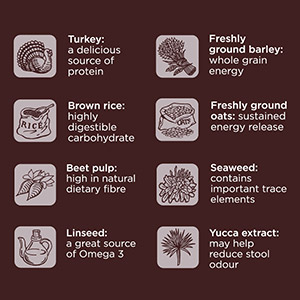 Turkey:
a delicious
source of
protein
Freshly
ground barley:
whole grain
energy
RICE
Brown rice:
highly
digestible
carbohydrate
Freshly ground
oats: sustained
energy release
Beet pulp:
high in natural
dietary fibre
Seaweed:
contains
important trace
elements
Linseed:
a great source
of Omega 3
Yucca extract:
may help
reduce stool
odour